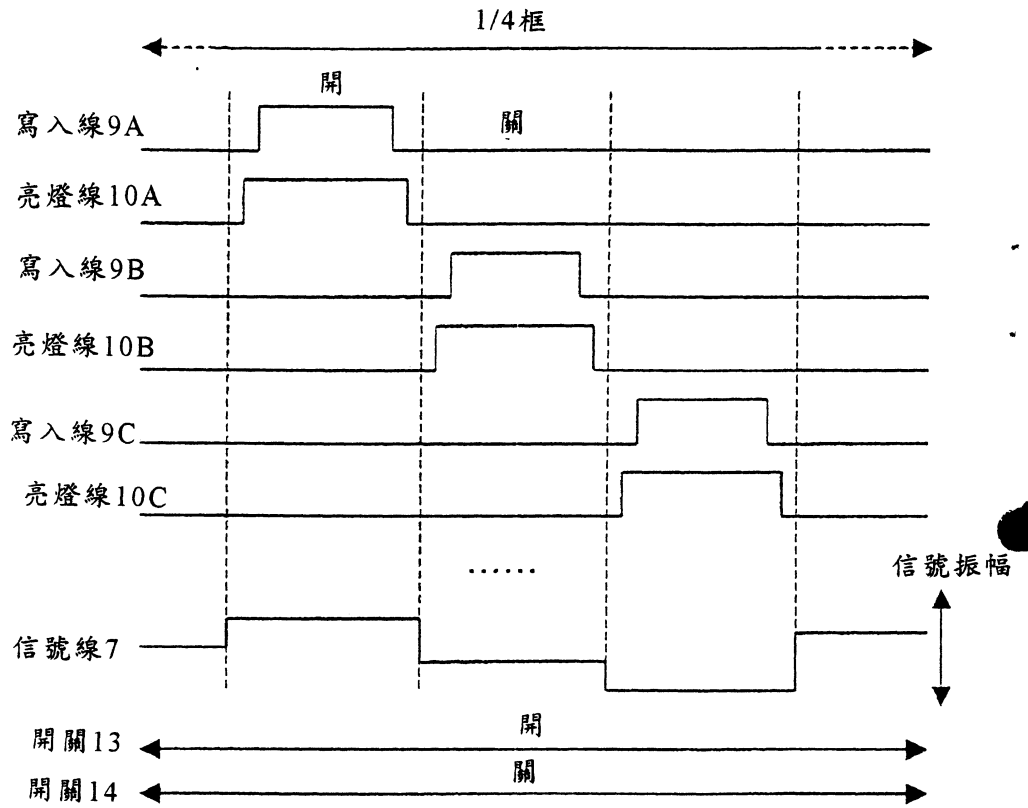 1/4框
開
寫入線9A
關
亮燈線10A
寫入線9B
亮燈線10B
寫入線9C
亮燈線10C
......
信號振幅
信號線7
開關13
開
開關14
關